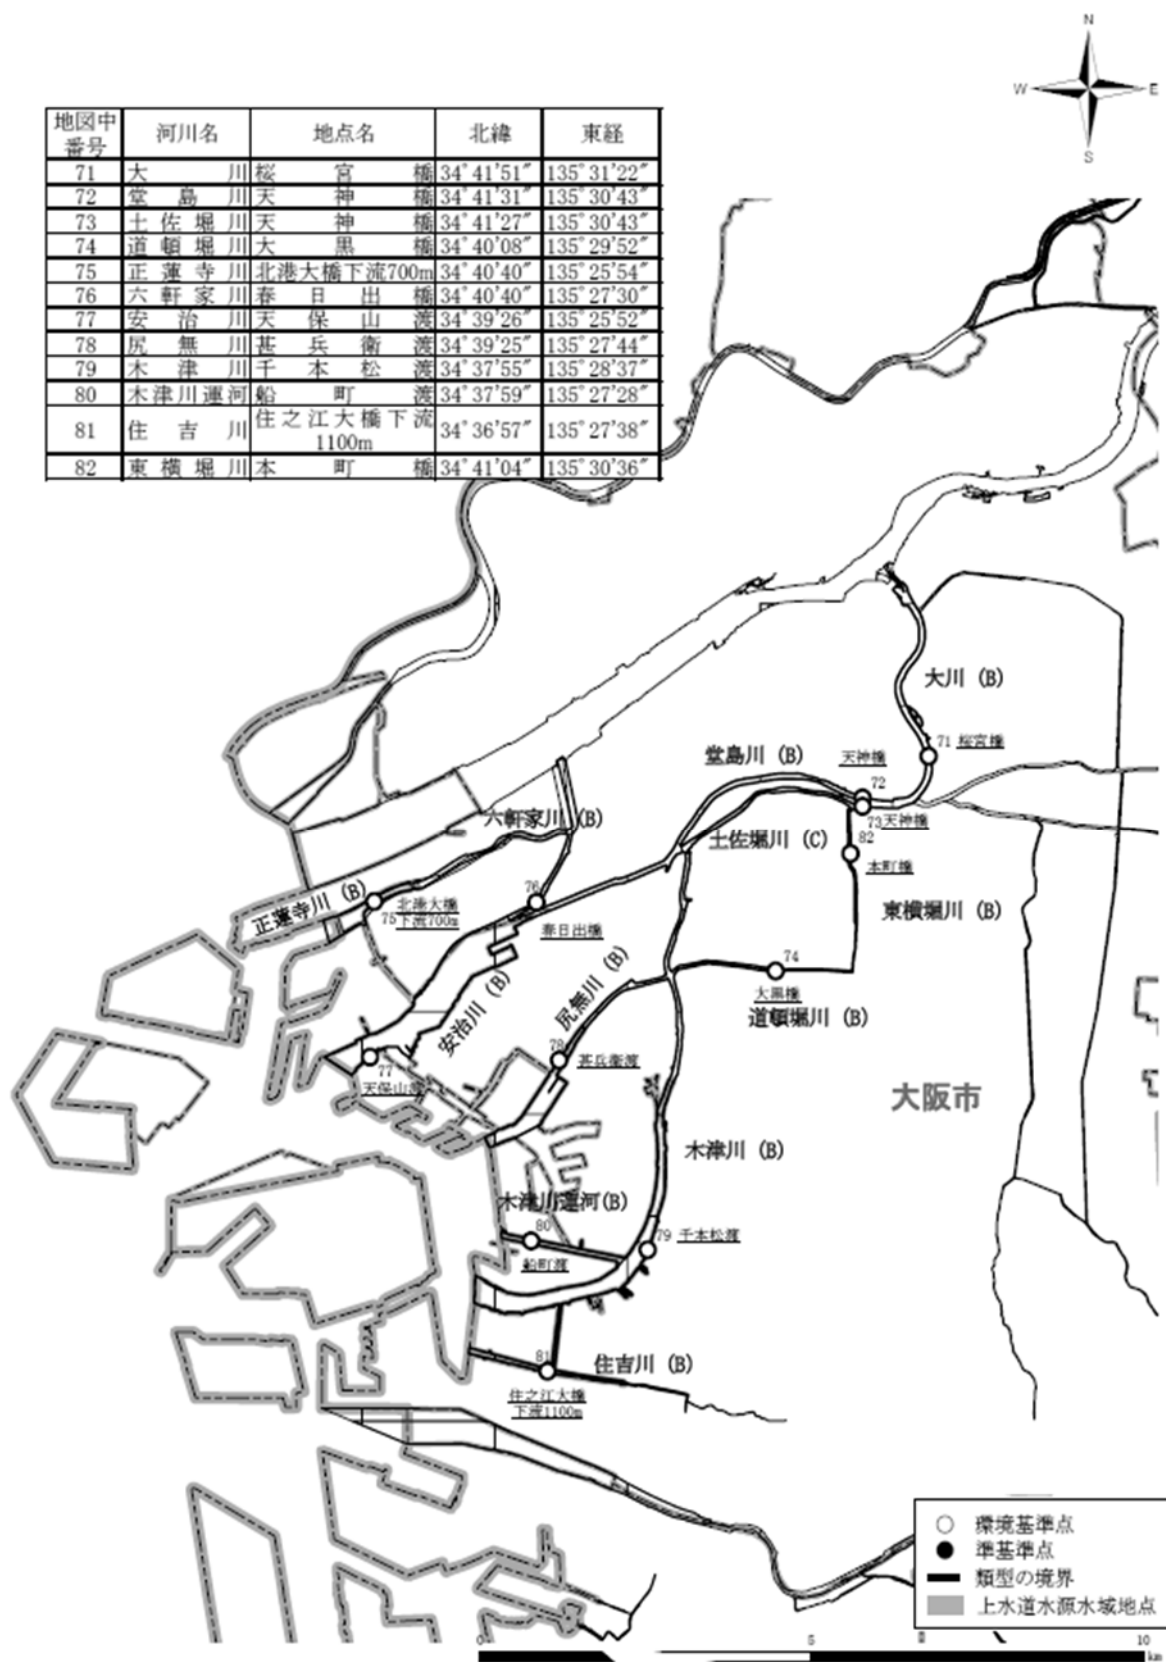 N
W
E
S
地図中番号 河川名 地点名 北緯 東経
71 大川 桜宮橋 34°41'51" 135°31'22"
72 堂島川 天神橋 34°41'31" 135°30'43"
73 土佐堀川 天神橋 34°41'27" 135°30'43"
74 道頓堀川 大黒橋 34°40'08" 135°29'52"
75 正蓮寺川 北港大橋下流700m 34°40'40" 135°25'54"
76 六軒家川 春日出橋 34°40'40" 135°27'30"
77 安治川 天保山渡 34°39'26" 135°25'52"
78 尻無川 甚兵衛渡 34°39'25" 135°27'44"
79 木津川 千本松渡 34°37'55" 135°28'37"
80 木津川運河 船町渡 34°37'59" 135°27'28"
81 住吉川 住之江大橋下流1100m 34°36'57" 135°27'38"
82 東横堀川 本町橋 34°41'04" 135°30'36"
大川 (B)
71 桜宮橋
堂島川 (B)
天神橋
72
73天神橋
六軒家川 (B)
土佐堀川 (C)
82
本町橋
正蓮寺川 (B)
75
北港大橋
下流700m
76
春日出橋
東横堀川 (B)
74
大黒橋
道頓堀川 (B)
尻無川 (B)
安治川 (B)
78
甚兵衛渡
77
天保山渡
大阪市
木津川 (B)
木津川運河(B)
80
船町渡
79 千本松渡
81
住吉川 (B)
住之江大橋
下流1100m
環境基準点
準基準点
類型の境界
上水道水源水域地点
0
5
10
km